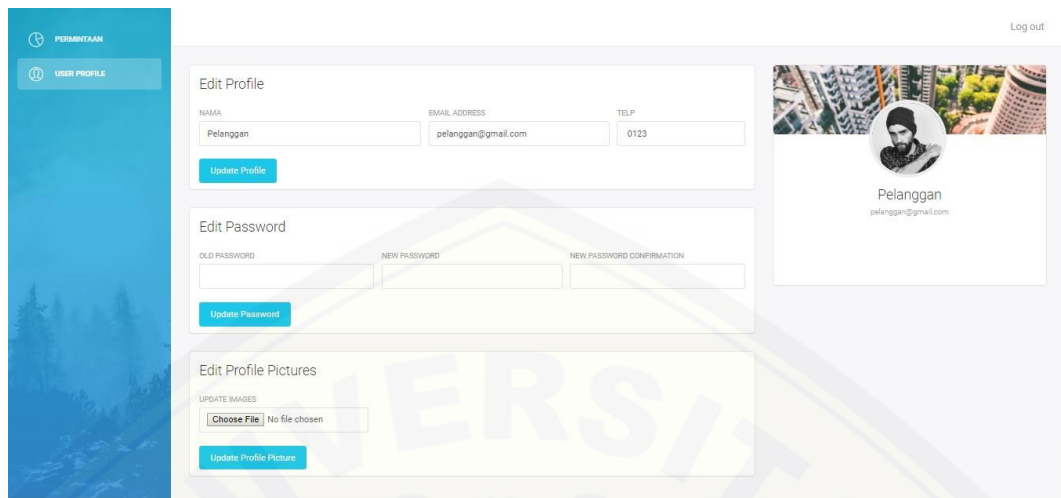 PERMINTAAN
USER PROFILE
Log out
Edit Profile
NAMA EMAIL ADDRESS TELP
Pelanggan pelanggan@gmail.com 0123
Update Profile
Edit Password
OLD PASSWORD NEW PASSWORD NEW PASSWORD CONFIRMATION
Update Password
Edit Profile Pictures
UPDATE IMAGES
Choose File No file chosen
Update Profile Picture
Pelanggan
pelanggan@gmail.com